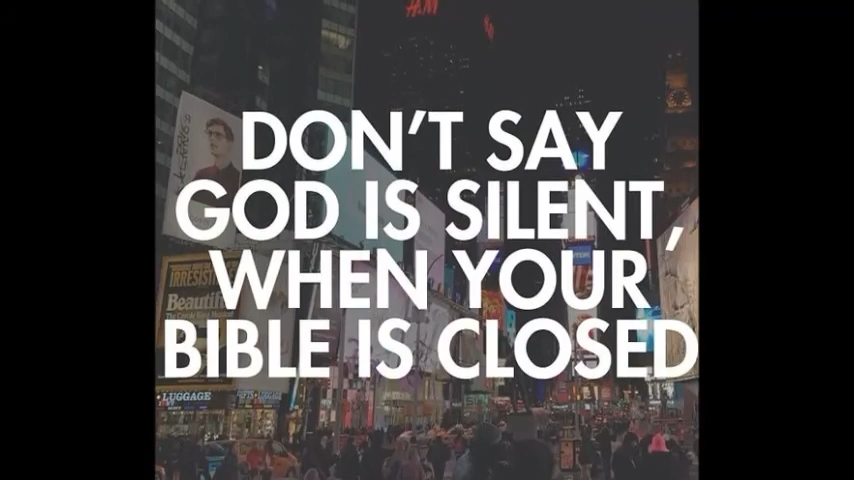 H&M
DON'T SAY
GOD IS SILENT,
WHEN YOUR
BIBLE IS CLOSED
Beautiful
LUGGAGE